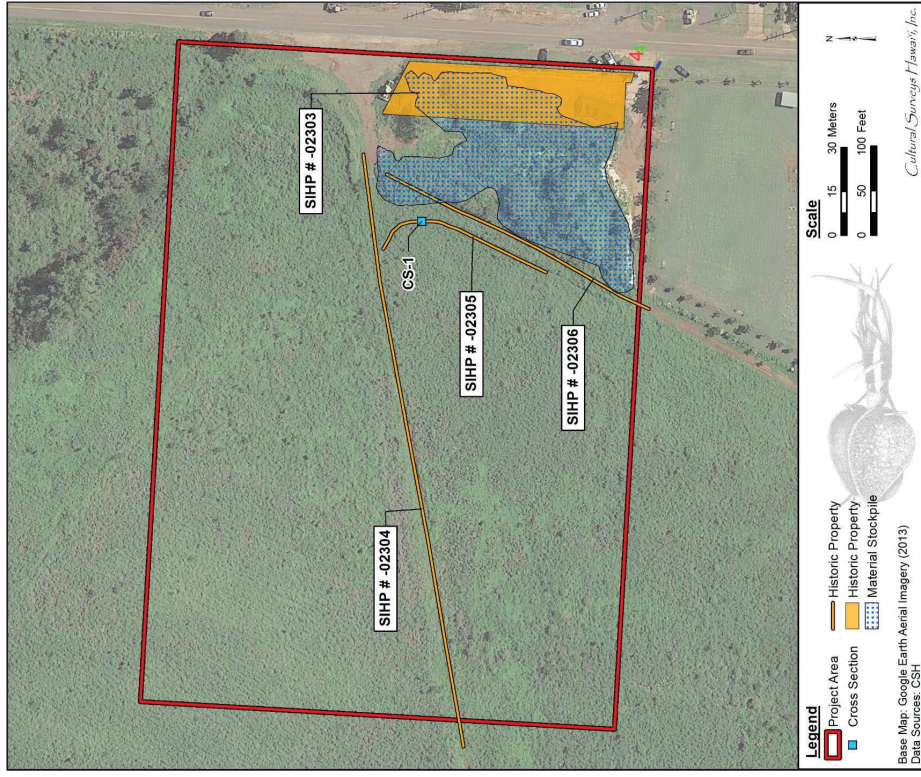 SIHP # -02303
SIHP # -02304
CS-1
SIHP # -02305
SIHP # -02306
4
Legend
Project Area
Cross Section
Historic Property
Historic Property
Material Stockpile
Base Map: Google Earth Aerial Imagery (2013)
Data Sources: CSH
Scale
0 15 30 Meters
0 50 100 Feet
N
Cultural Surveys Hawai'i, Inc.